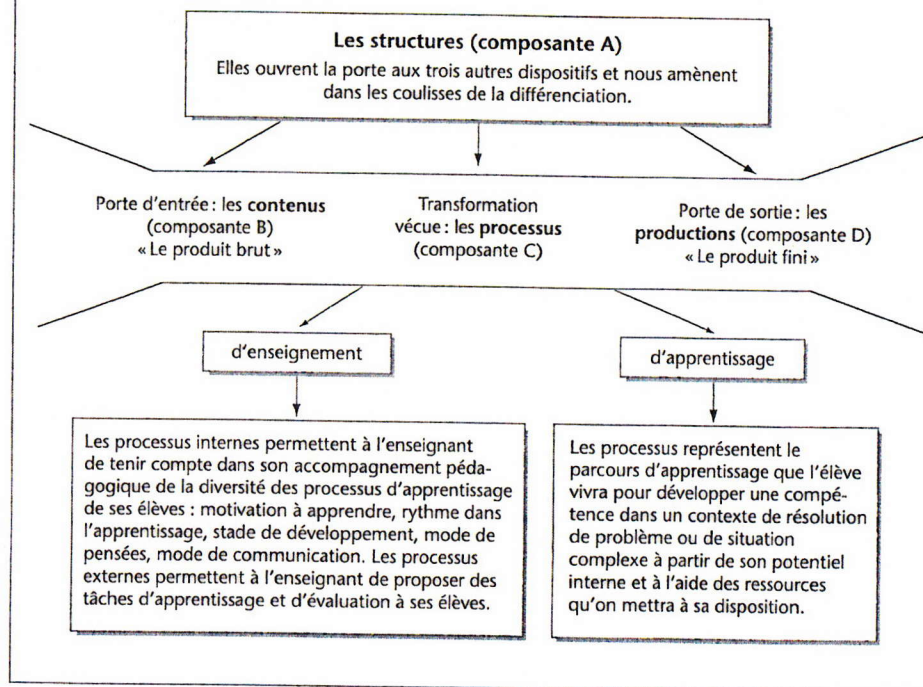 Les structures (composante A)
Elles ouvrent la porte aux trois autres dispositifs et nous amènent
dans les coulisses de la différenciation.
Porte d'entrée : les contenus
(composante B)
« Le produit brut »
Transformation
vécue : les processus
(composante C)
Porte de sortie : les
productions (composante D)
« Le produit fini »
d'enseignement
d'apprentissage
Les processus internes permettent à l'enseignant
de tenir compte dans son accompagnement péda-
gogique de la diversité des processus d'apprentissage
de ses élèves : motivation à apprendre, rythme dans
l'apprentissage, stade de développement, mode de
pensées, mode de communication. Les processus
externes permettent à l'enseignant de proposer des
tâches d'apprentissage et d'évaluation à ses élèves.
Les processus représentent le
parcours d'apprentissage que l'élève
vivra pour développer une compé-
tence dans un contexte de résolution
de problème ou de situation
complexe à partir de son potentiel
interne et à l'aide des ressources
qu'on mettra à sa disposition.